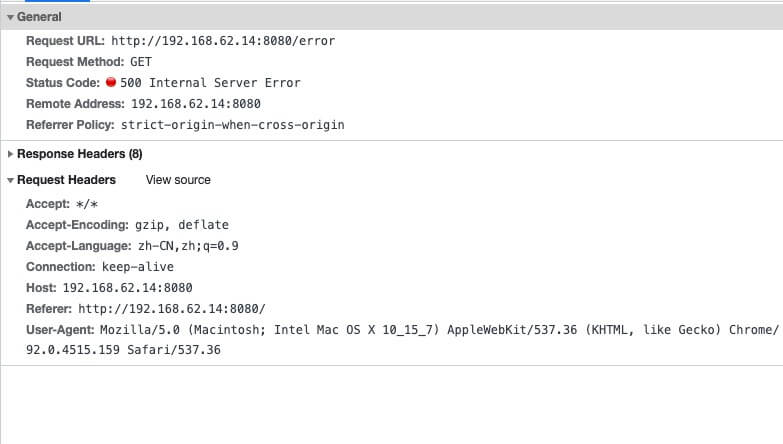 General
Request URL: http://192.168.62.14:8080/error
Request Method: GET
Status Code: 500 Internal Server Error
Remote Address: 192.168.62.14:8080
Referrer Policy: strict-origin-when-cross-origin
Response Headers (8)
Request Headers View source
Accept: */*
Accept-Encoding: gzip, deflate
Accept-Language: zh-CN,zh;q=0.9
Connection: keep-alive
Host: 192.168.62.14:8080
Referer: http://192.168.62.14:8080/
User-Agent: Mozilla/5.0 (Macintosh; Intel Mac OS X 10_15_7) AppleWebKit/537.36 (KHTML, like Gecko) Chrome/
92.0.4515.159 Safari/537.36